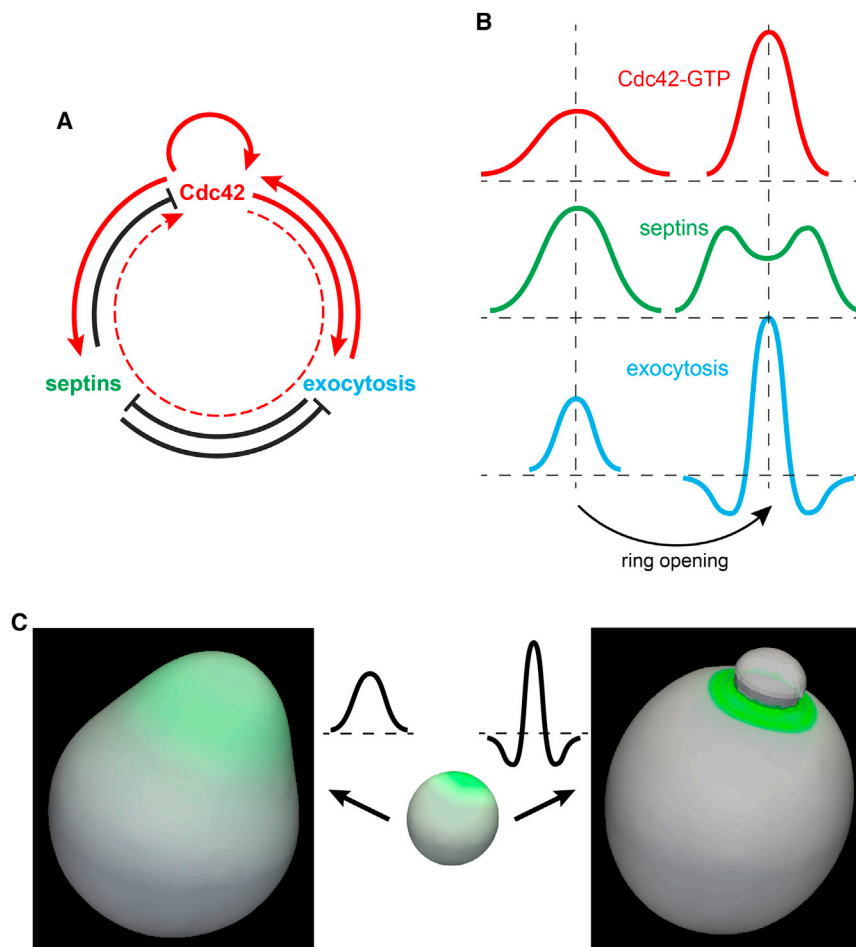 A
Cdc42
septins
exocytosis
B
Cdc42-GTP
septins
exocytosis
ring opening
C